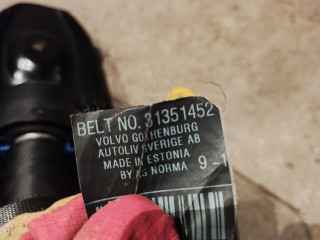 BELT NO. 31351452
VOLVO GOTHENBURG
AUTOLIV SVERIGE AB
MADE IN ESTONIA
BY AS NORMA 9-1